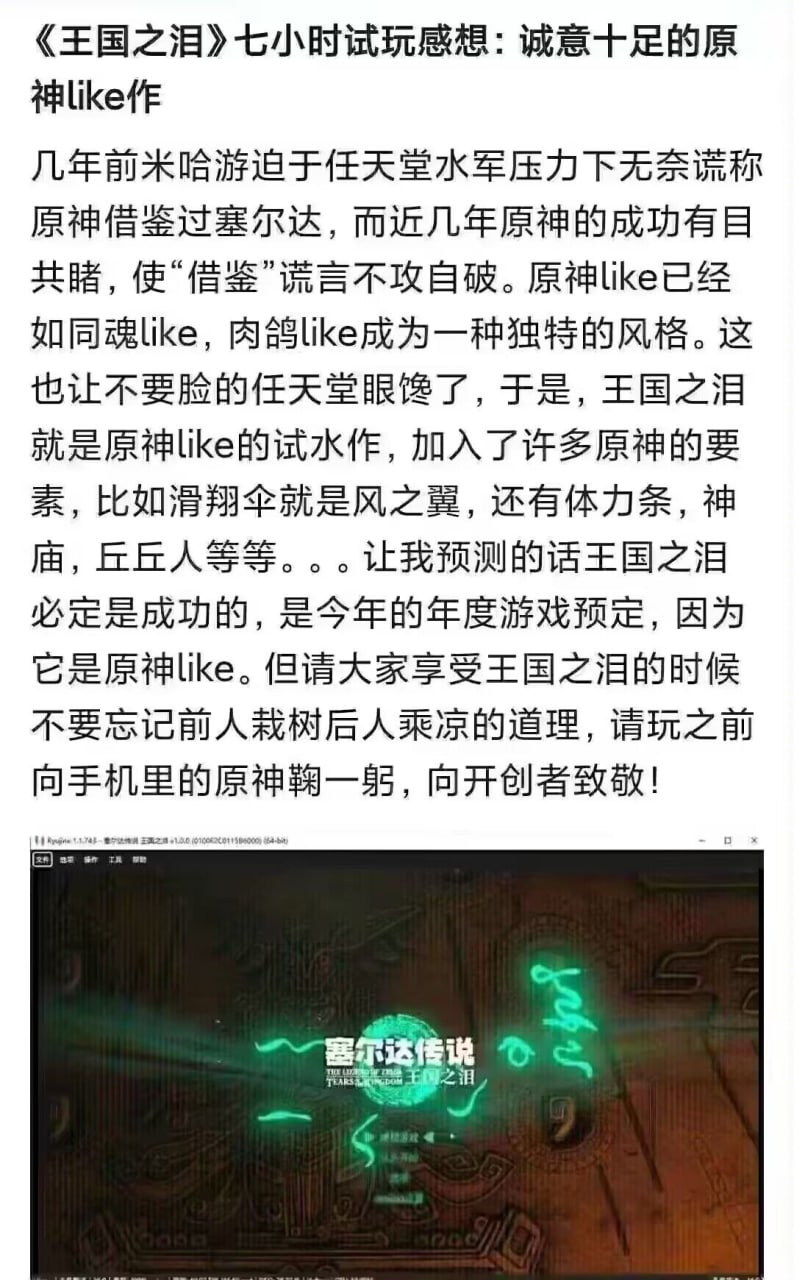 《王国之泪》七小时试玩感想：诚意十足的原
神like作
几年前米哈游迫于任天堂水军压力下无奈谎称
原神借鉴过塞尔达，而近几年原神的成功有目
共睹，使“借鉴”谎言不攻自破。原神like已经
如同魂like，肉鸽like成为一种独特的风格。这
也让不要脸的任天堂眼馋了，于是，王国之泪
就是原神like的试水作，加入了许多原神的要
素，比如滑翔伞就是风之翼，还有体力条，神
庙，丘丘人等等。。。让我预测的话王国之泪
必定是成功的，是今年的年度游戏预定，因为
它是原神like。但请大家享受王国之泪的时候
不要忘记前人栽树后人乘凉的道理，请玩之前
向手机里的原神鞠一躬，向开创者致敬！
Ryujinx 1.1.743 - 塞尔达传说 王国之泪 v1.0.0 (0100F2C0115B6000) (64-bit)
文件 选项 操作 工具 帮助
塞尔达传说
THE LEGEND OF ZELDA
TEARS OF THE KINGDOM 王国之泪